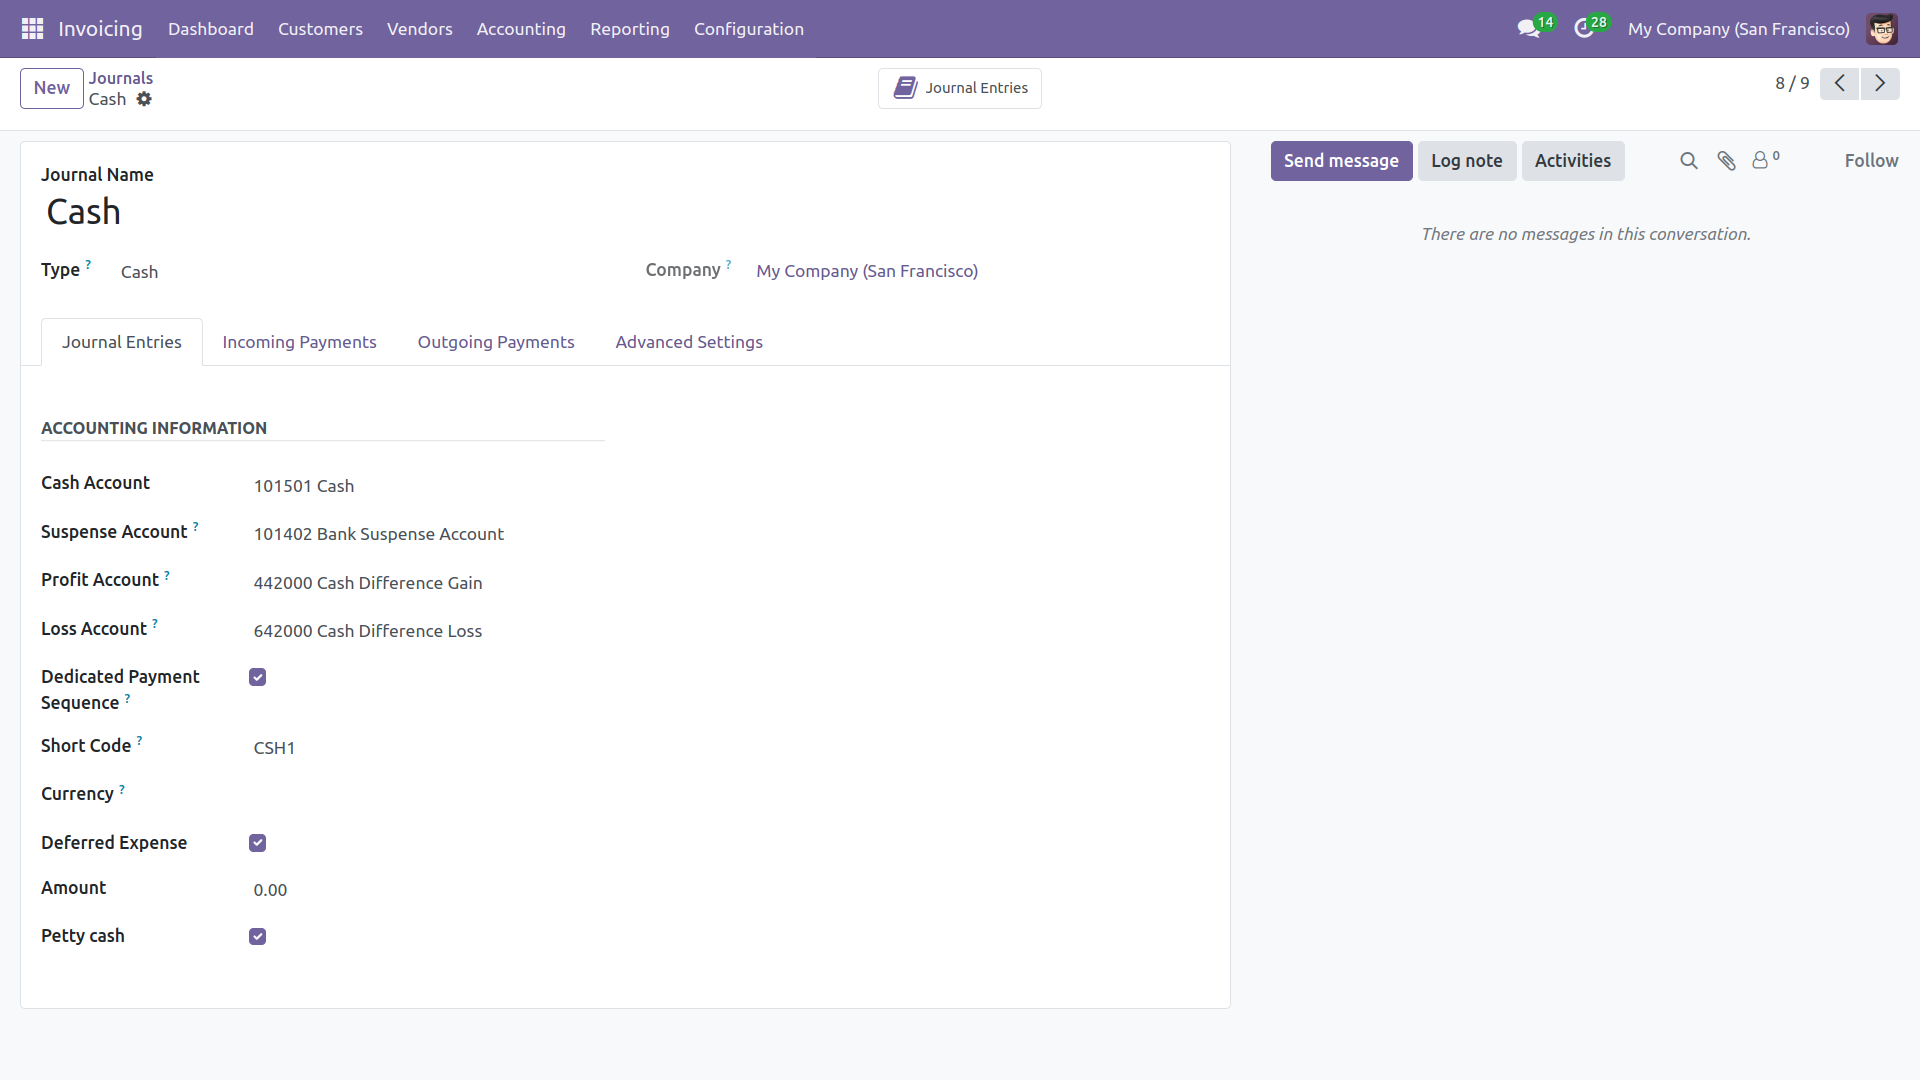 Invoicing Dashboard Customers Vendors Accounting Reporting Configuration 14 28 My Company (San Francisco)
New Journals
Cash
Journal Entries
8 / 9
Send message Log note Activities 0 Follow
There are no messages in this conversation.
Journal Name
Cash
Type ? Cash Company ? My Company (San Francisco)
Journal Entries Incoming Payments Outgoing Payments Advanced Settings
ACCOUNTING INFORMATION
Cash Account 101501 Cash
Suspense Account ? 101402 Bank Suspense Account
Profit Account ? 442000 Cash Difference Gain
Loss Account ? 642000 Cash Difference Loss
Dedicated Payment
Sequence ?
Short Code ? CSH1
Currency ?
Deferred Expense
Amount 0.00
Petty cash